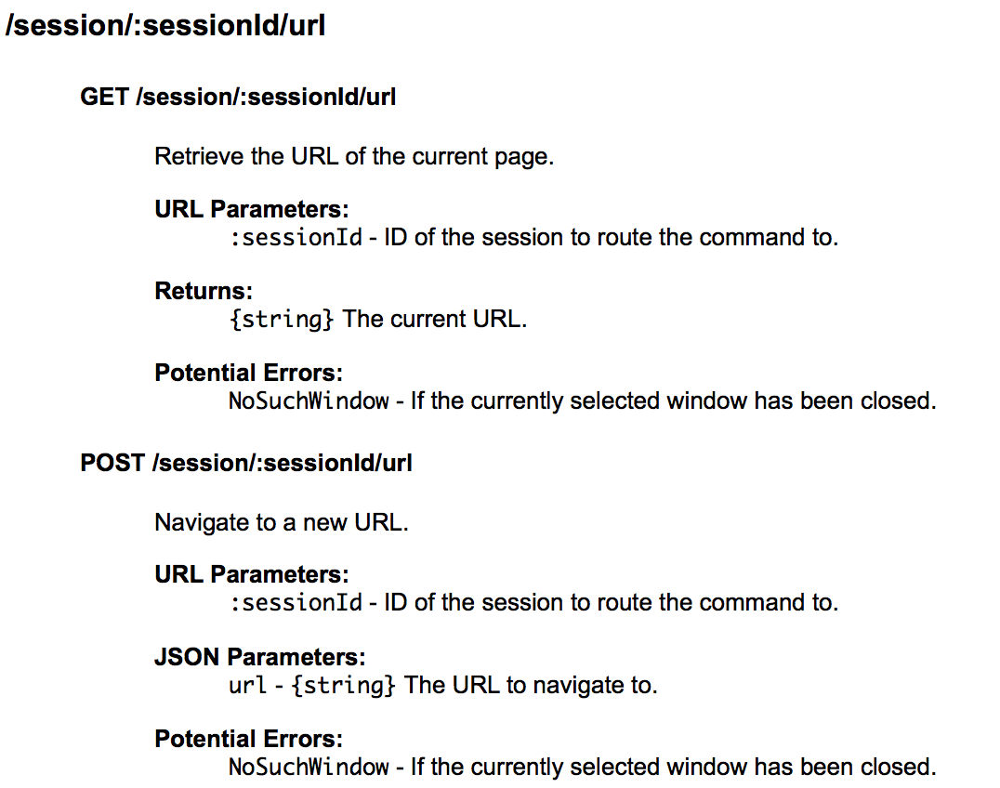 /session/:sessionId/url
GET /session/:sessionId/url
Retrieve the URL of the current page.
URL Parameters:
:sessionId - ID of the session to route the command to.
Returns:
{string} The current URL.
Potential Errors:
NoSuchWindow - If the currently selected window has been closed.
POST /session/:sessionId/url
Navigate to a new URL.
URL Parameters:
:sessionId - ID of the session to route the command to.
JSON Parameters:
url - {string} The URL to navigate to.
Potential Errors:
NoSuchWindow - If the currently selected window has been closed.